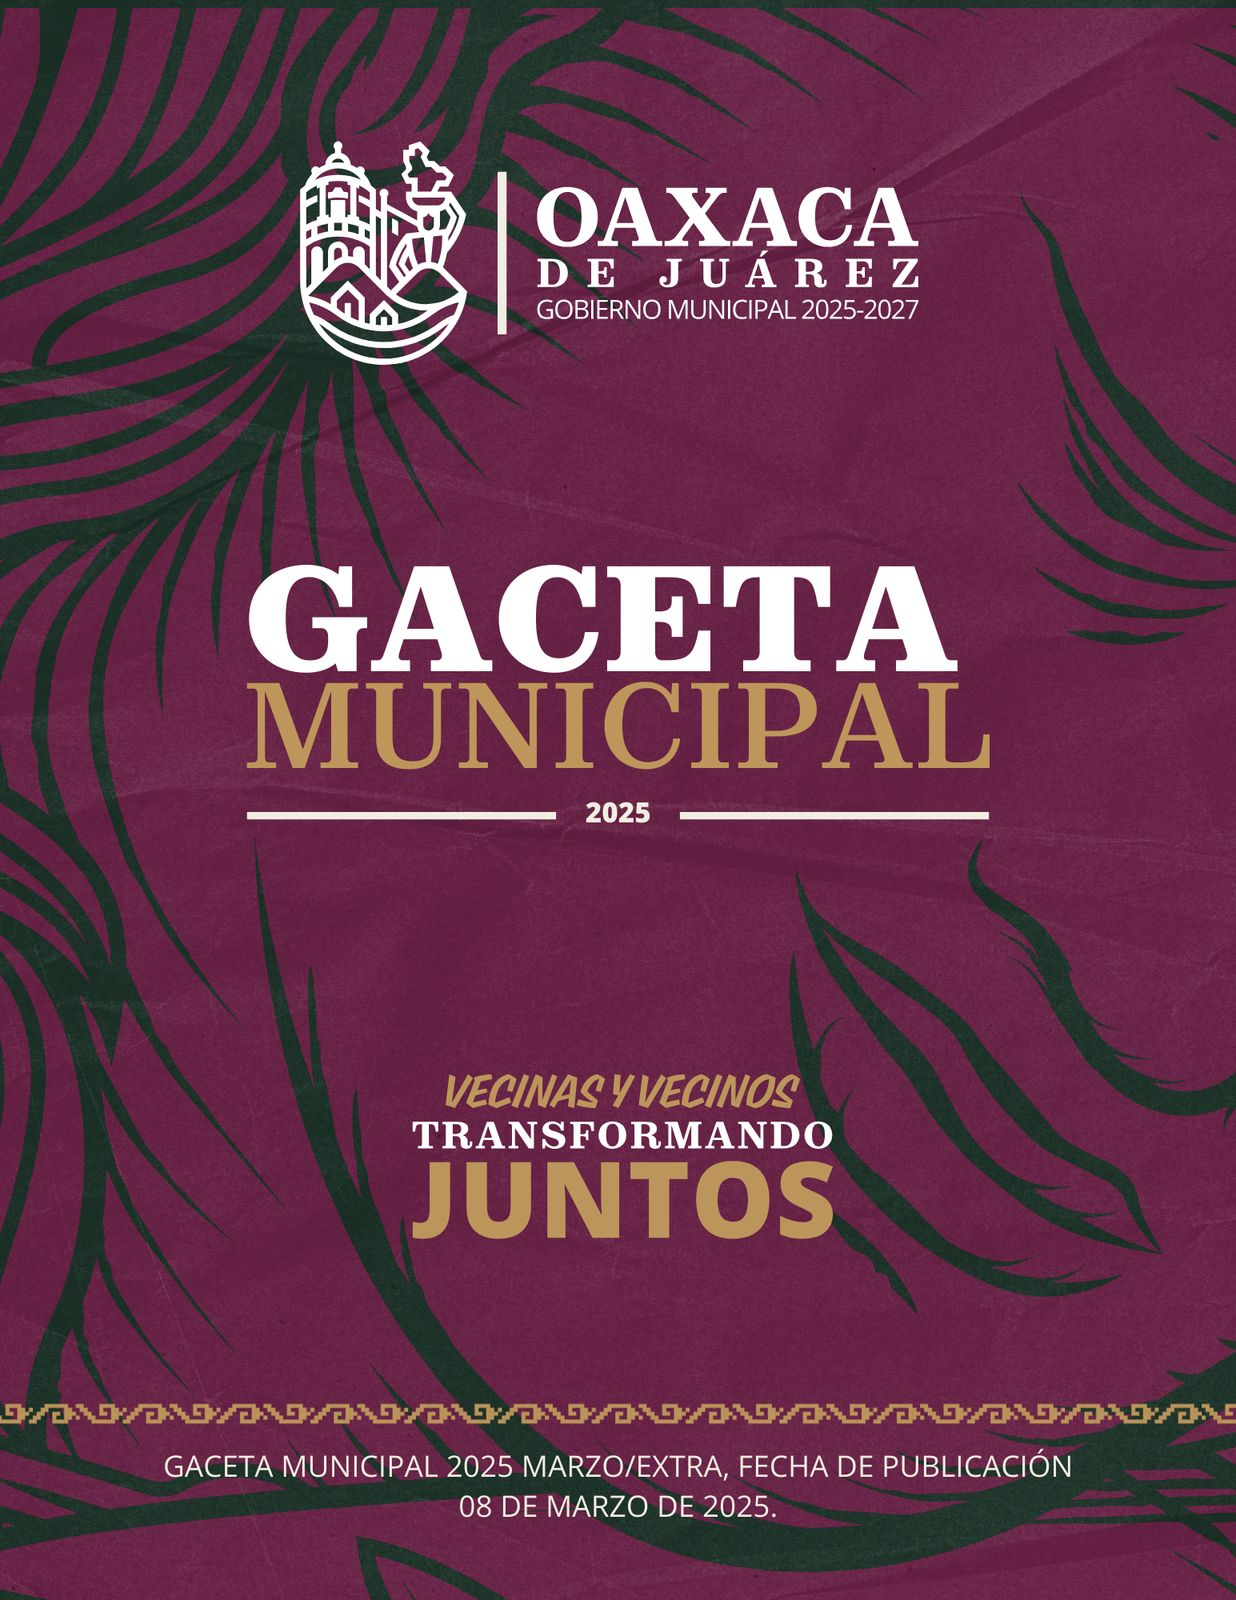 OAXACA
DE JUÁREZ
GOBIERNO MUNICIPAL 2025-2027
GACETA
MUNICIPAL
2025
VECINAS Y VECINOS
TRANSFORMANDO
JUNTOS
GACETA MUNICIPAL 2025 MARZO/EXTRA, FECHA DE PUBLICACIÓN
08 DE MARZO DE 2025.